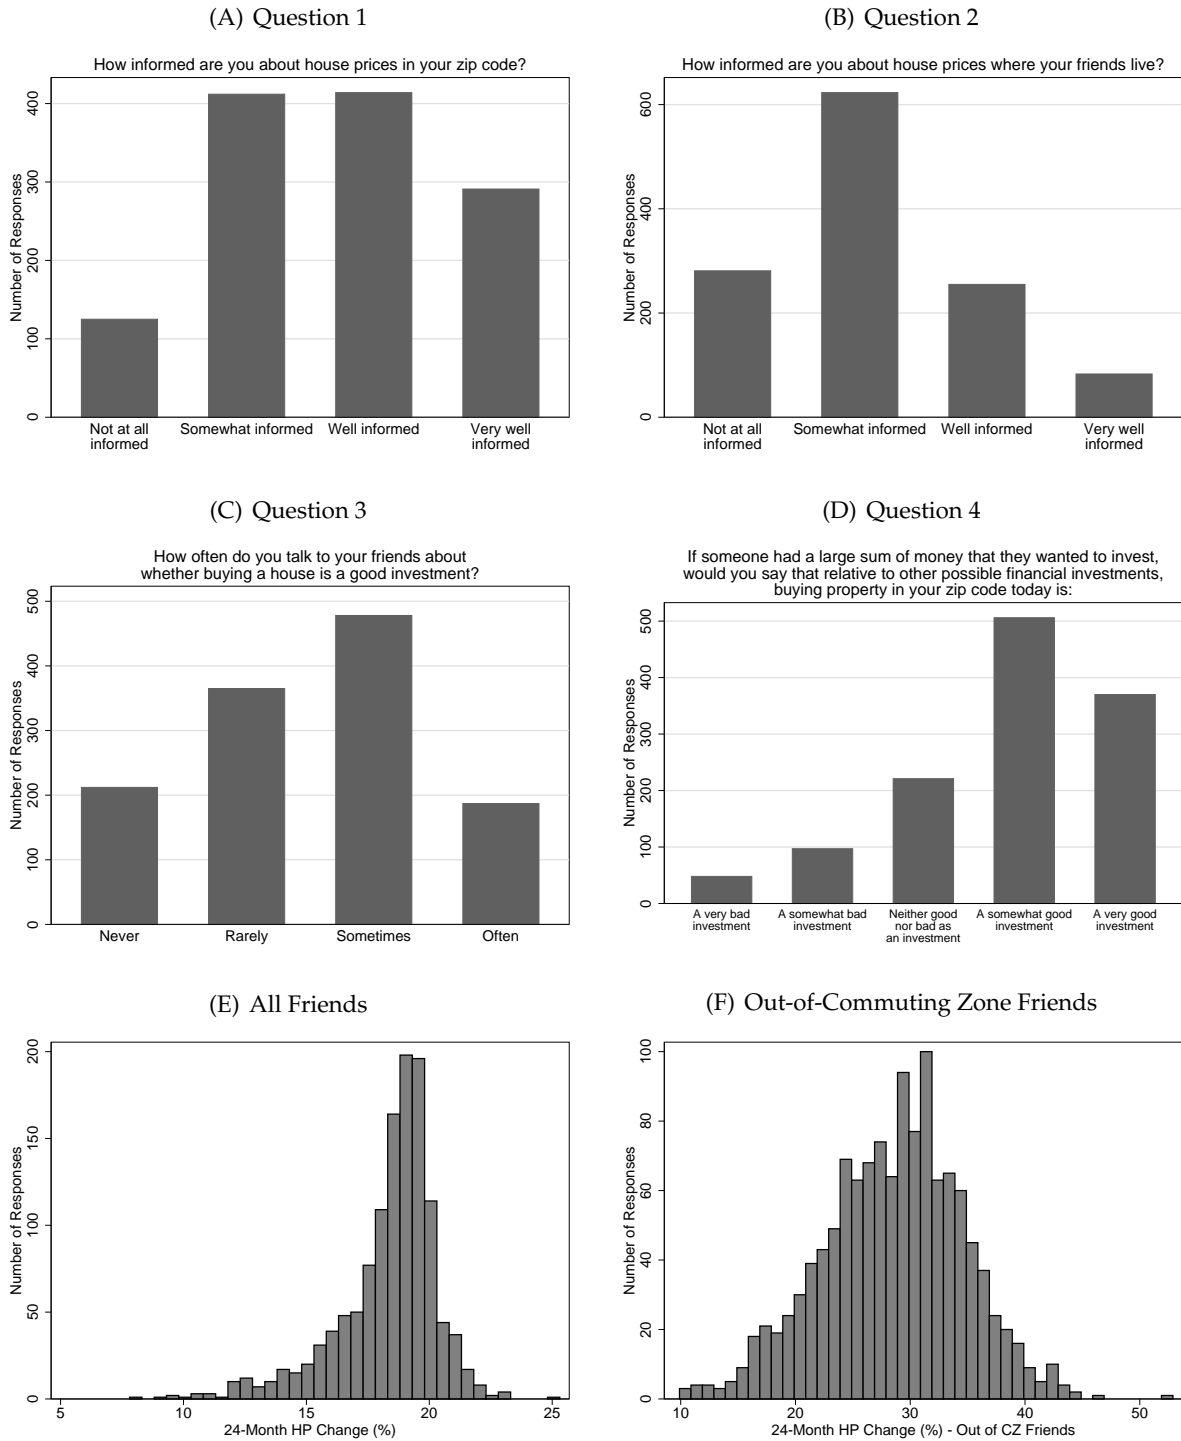 (A) Question 1
How informed are you about house prices in your zip code?
Number of Responses
0
100
200
300
400
Not at all
informed
Somewhat informed
Well informed
Very well
informed
(B) Question 2
How informed are you about house prices where your friends live?
Number of Responses
0
200
400
600
Not at all
informed
Somewhat informed
Well informed
Very well
informed
(C) Question 3
How often do you talk to your friends about
whether buying a house is a good investment?
Number of Responses
0
100
200
300
400
500
Never
Rarely
Sometimes
Often
(D) Question 4
If someone had a large sum of money that they wanted to invest,
would you say that relative to other possible financial investments,
buying property in your zip code today is:
Number of Responses
0
100
200
300
400
500
A very bad
investment
A somewhat bad
investment
Neither good
nor bad as
an investment
A somewhat good
investment
A very good
investment
(E) All Friends
Number of Responses
0
50
100
150
200
5
10
15
20
25
24-Month HP Change (%)
(F) Out-of-Commuting Zone Friends
Number of Responses
0
20
40
60
80
100
10
20
30
40
50
24-Month HP Change (%) - Out of CZ Friends